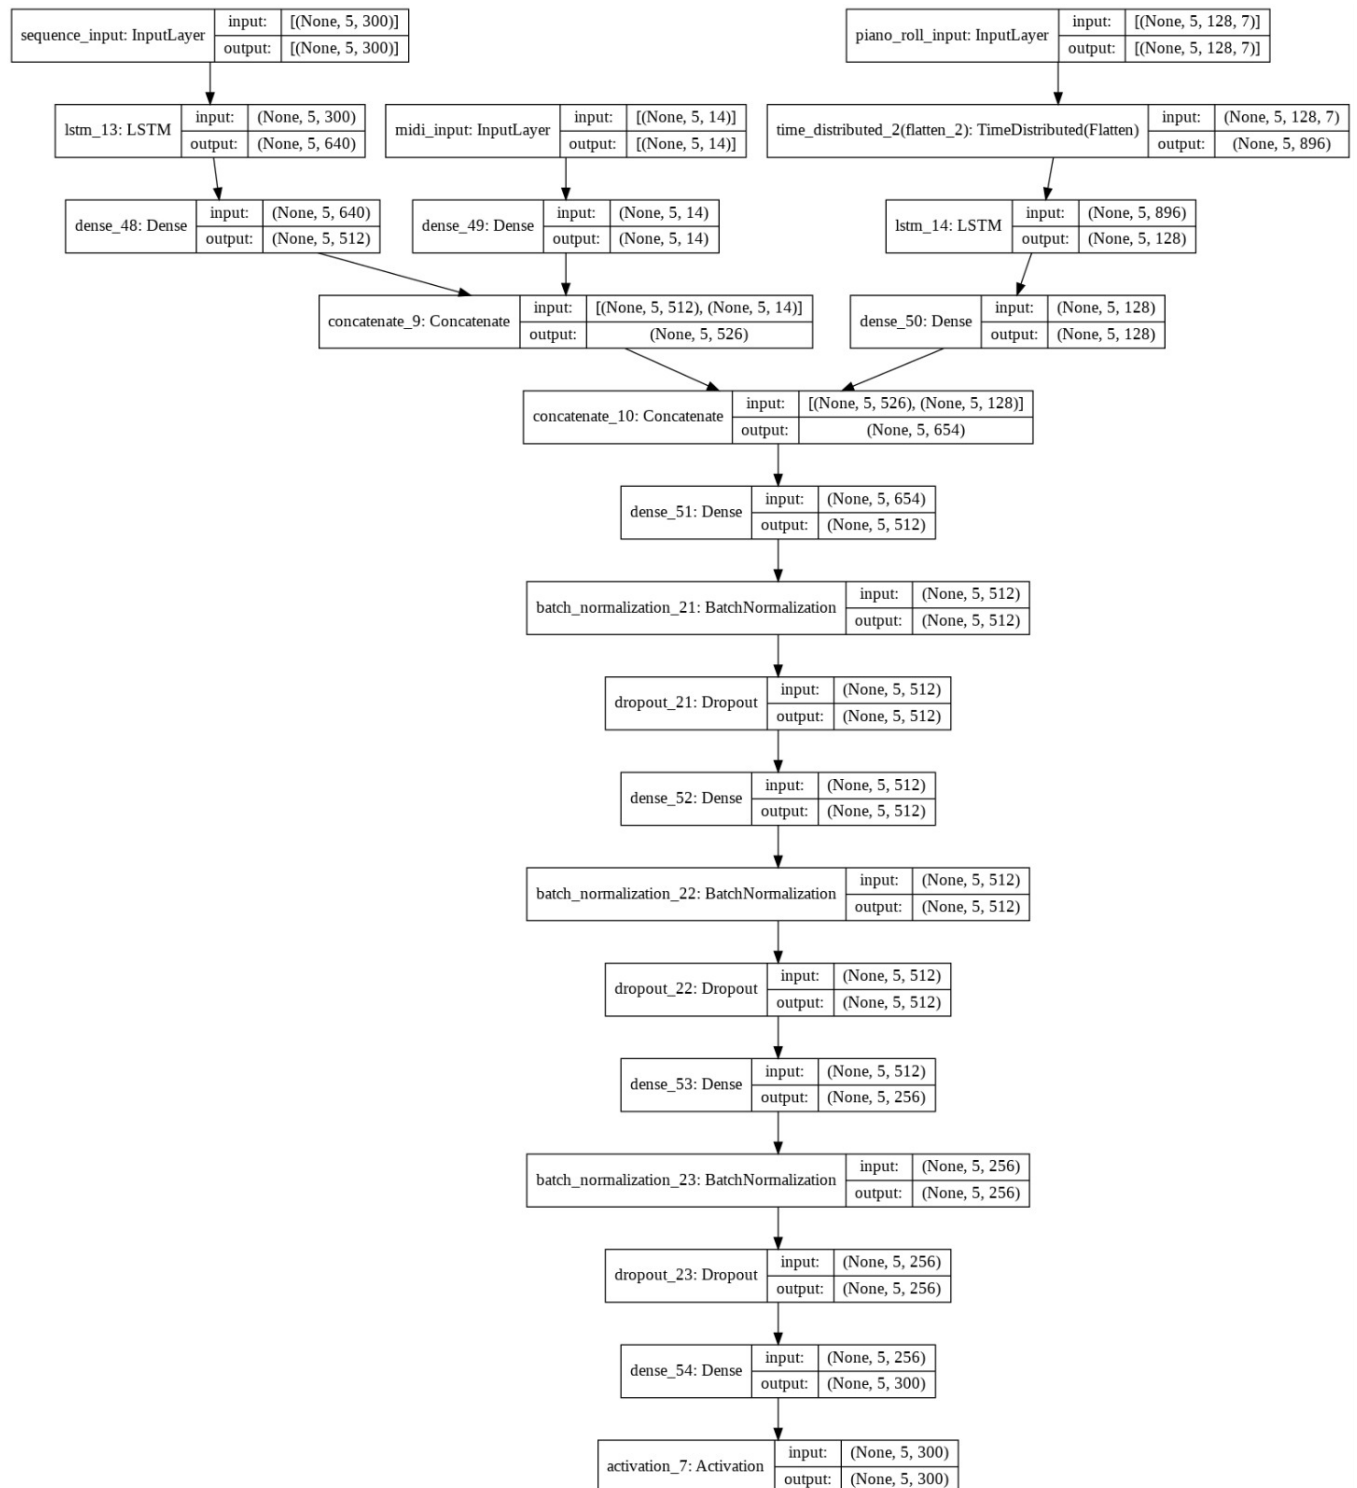 sequence_input: InputLayer input: [(None, 5, 300)]
output: [(None, 5, 300)]
piano_roll_input: InputLayer input: [(None, 5, 128, 7)]
output: [(None, 5, 128, 7)]
lstm_13: LSTM input: (None, 5, 300)
output: (None, 5, 640)
midi_input: InputLayer input: [(None, 5, 14)]
output: [(None, 5, 14)]
time_distributed_2(flatten_2): TimeDistributed(Flatten) input: (None, 5, 128, 7)
output: (None, 5, 896)
dense_48: Dense input: (None, 5, 640)
output: (None, 5, 512)
dense_49: Dense input: (None, 5, 14)
output: (None, 5, 14)
lstm_14: LSTM input: (None, 5, 896)
output: (None, 5, 128)
concatenate_9: Concatenate input: [(None, 5, 512), (None, 5, 14)]
output: (None, 5, 526)
dense_50: Dense input: (None, 5, 128)
output: (None, 5, 128)
concatenate_10: Concatenate input: [(None, 5, 526), (None, 5, 128)]
output: (None, 5, 654)
dense_51: Dense input: (None, 5, 654)
output: (None, 5, 512)
batch_normalization_21: BatchNormalization input: (None, 5, 512)
output: (None, 5, 512)
dropout_21: Dropout input: (None, 5, 512)
output: (None, 5, 512)
dense_52: Dense input: (None, 5, 512)
output: (None, 5, 512)
batch_normalization_22: BatchNormalization input: (None, 5, 512)
output: (None, 5, 512)
dropout_22: Dropout input: (None, 5, 512)
output: (None, 5, 512)
dense_53: Dense input: (None, 5, 512)
output: (None, 5, 256)
batch_normalization_23: BatchNormalization input: (None, 5, 256)
output: (None, 5, 256)
dropout_23: Dropout input: (None, 5, 256)
output: (None, 5, 256)
dense_54: Dense input: (None, 5, 256)
output: (None, 5, 300)
activation_7: Activation input: (None, 5, 300)
output: (None, 5, 300)